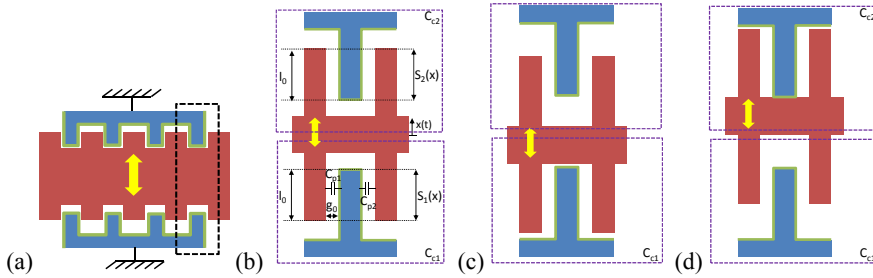 (a)
(b)
C_c2
l_0
S_2(x)
x(t)
l_0
C_p1
C_p2
g_0
S_1(x)
C_c1
(c)
C_c1
(d)
C_c2
C_c1